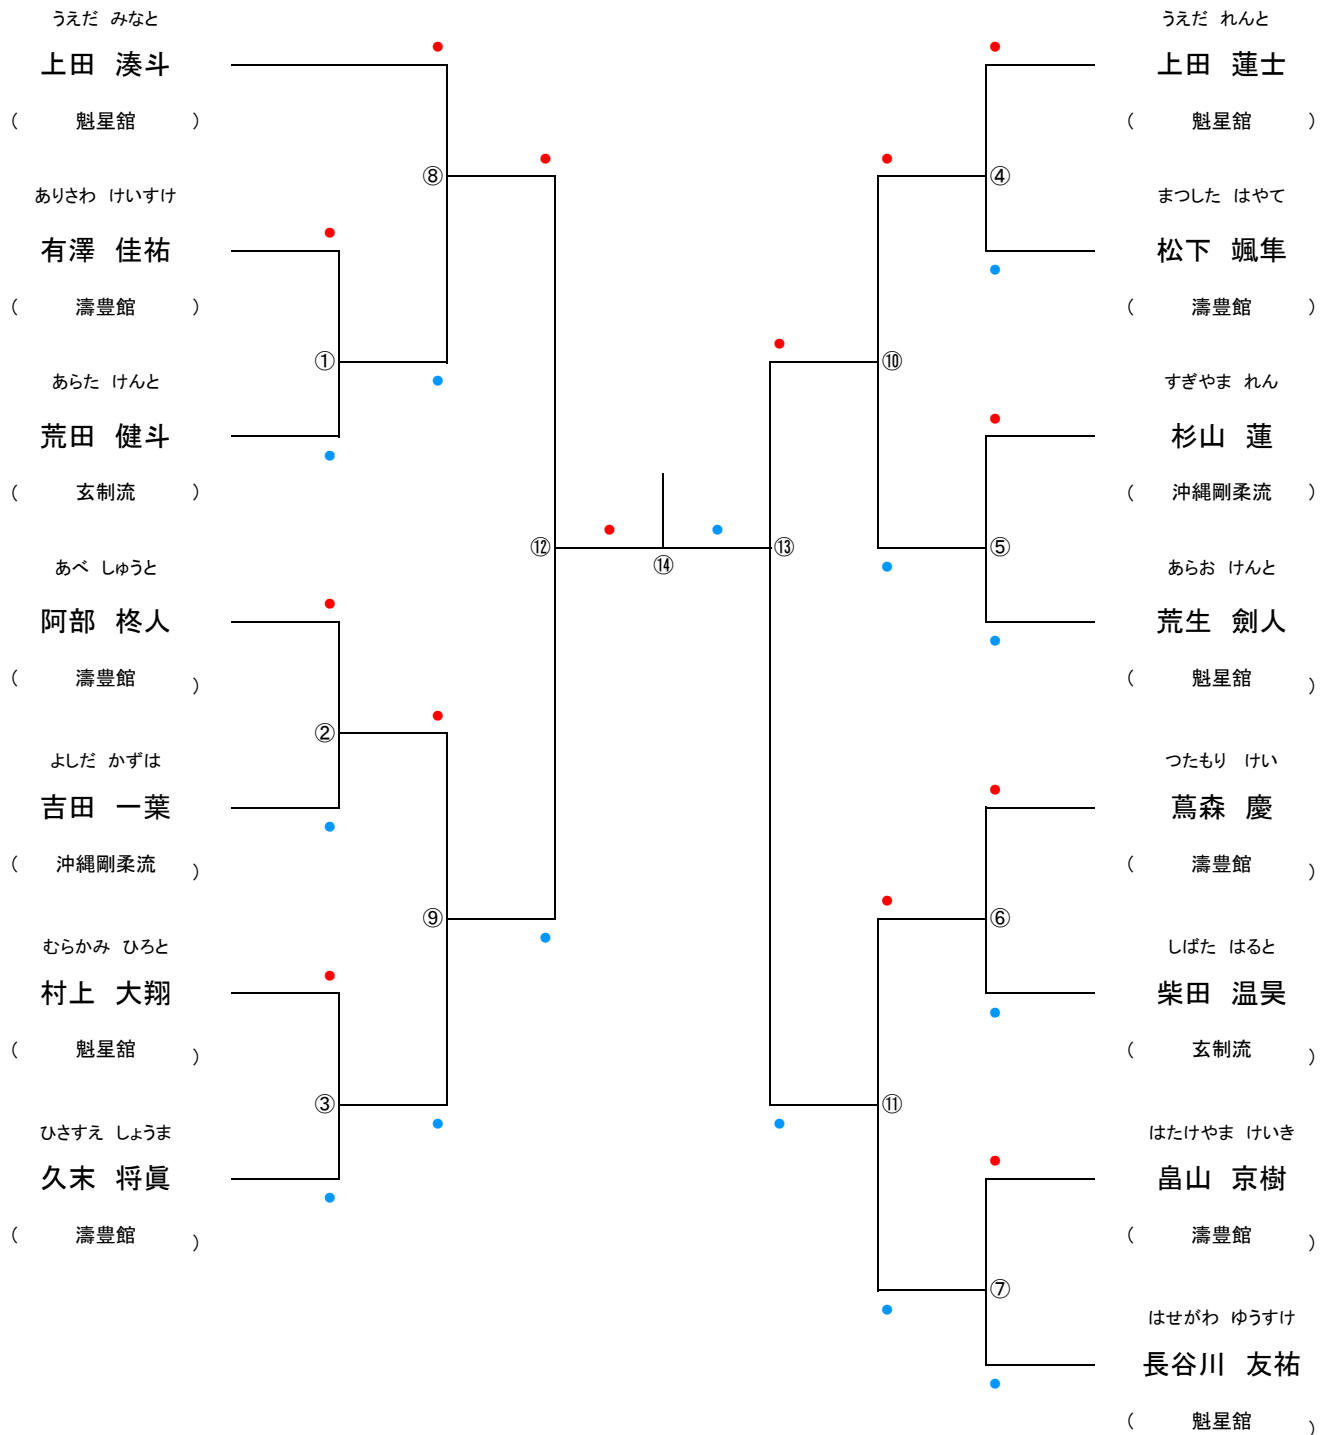 うえだ みなと
上田 湊斗
( 魁星舘 )
ありさわ けいすけ
有澤 佳祐
( 濤豊館 )
あらた けんと
荒田 健斗
( 玄制流 )
あべ しゅうと
阿部 柊人
( 濤豊館 )
よしだ かずは
吉田 一葉
( 沖縄剛柔流 )
むらかみ ひろと
村上 大翔
( 魁星舘 )
ひさすえ しょうま
久末 将眞
( 濤豊館 )
①
②
③
⑧
⑨
⑫
⑭
⑬
⑩
⑪
④
⑤
⑥
⑦
うえだ れんと
上田 蓮士
( 魁星舘 )
まつした はやて
松下 颯隼
( 濤豊館 )
すぎやま れん
杉山 蓮
( 沖縄剛柔流 )
あらお けんと
荒生 劍人
( 魁星舘 )
つたもり けい
蔦森 慶
( 濤豊館 )
しばた はると
柴田 温昊
( 玄制流 )
はたけやま けいき
畠山 京樹
( 濤豊館 )
はせがわ ゆうすけ
長谷川 友祐
( 魁星舘 )